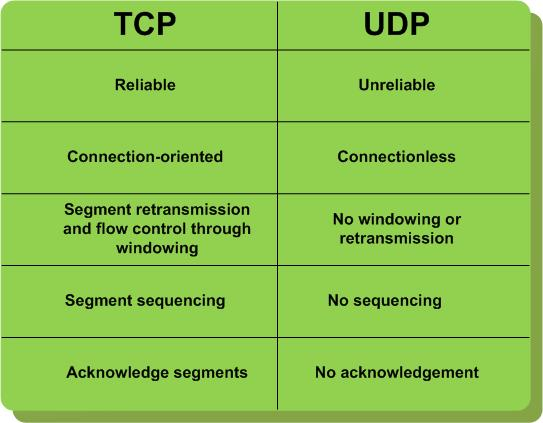 TCP UDP
Reliable Unreliable
Connection-oriented Connectionless
Segment retransmission
and flow control through
windowing
No windowing or
retransmission
Segment sequencing No sequencing
Acknowledge segments No acknowledgement